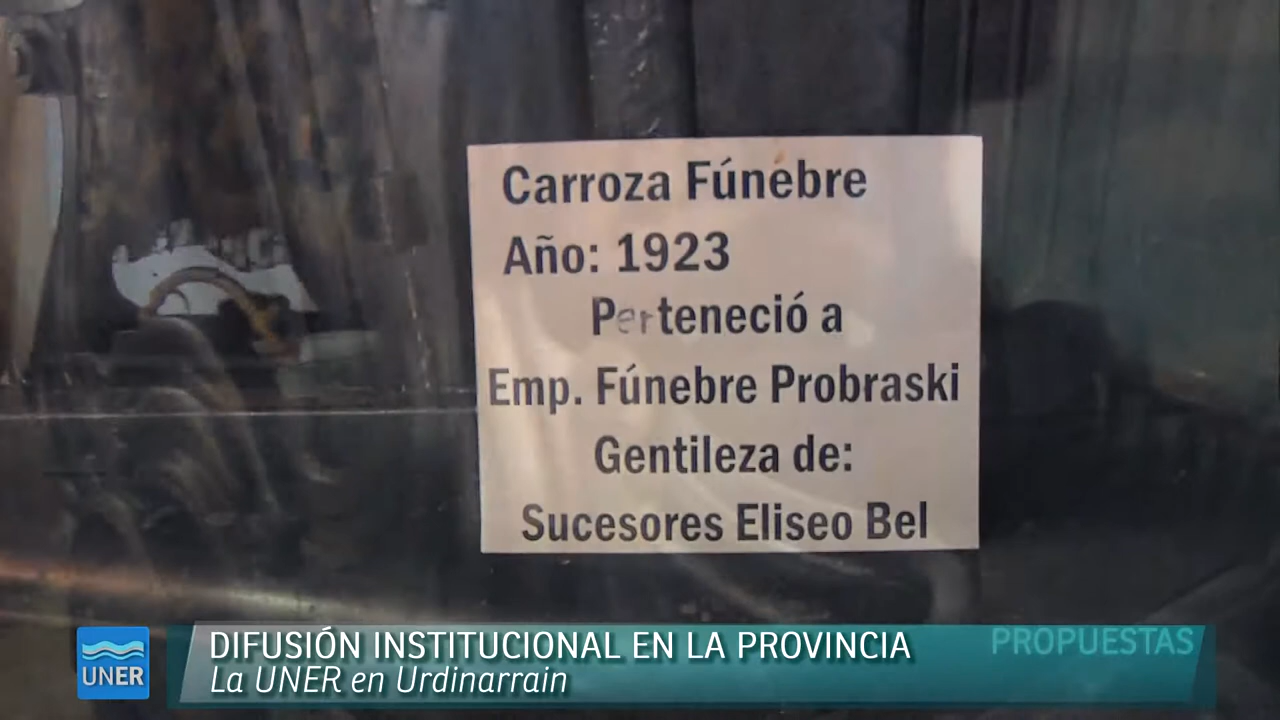 Carroza Fúnebre
Año: 1923
Perteneció a
Emp. Fúnebre Probraski
Gentileza de:
Sucesores Eliseo Bel
UNER
DIFUSIÓN INSTITUCIONAL EN LA PROVINCIA
PROPUESTAS
La UNER en Urdinarrain